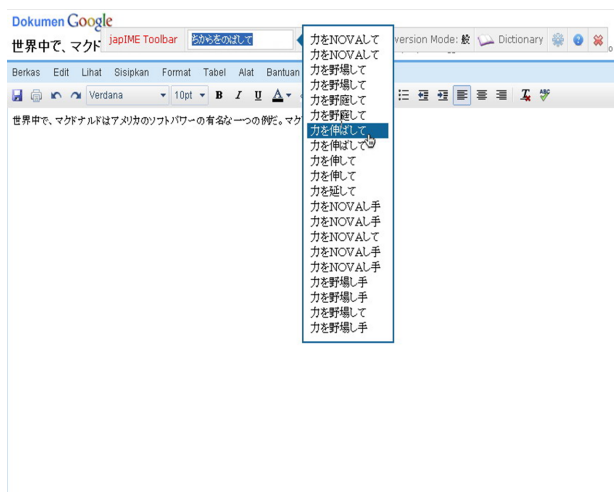 Dokumen Google
世界中で、マクド
japIME Toolbar
ちからをのばして
version Mode: 般
Dictionary
Berkas Edit Lihat Sisipkan Format Tabel Alat Bantuan
Verdana 10pt B I U A
ABC
世界中で、マクドナルドはアメリカのソフトパワーの有名な一つの例だ。マク
力をNOVAして
力をNOVAして
力を野場して
力を野場して
力を野庭して
力を野庭して
力を伸ばして
力を伸ばして
力を伸して
力を伸して
力を延して
力をNOVAし手
力をNOVAし手
力をNOVAして
力をNOVAし手
力をNOVAし手
力を野場し手
力を野場し手
力を野場して
力を野場し手